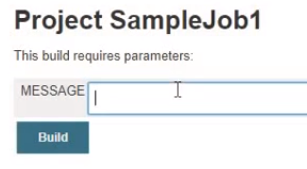 Project SampleJob1
This build requires parameters:
MESSAGE
Build